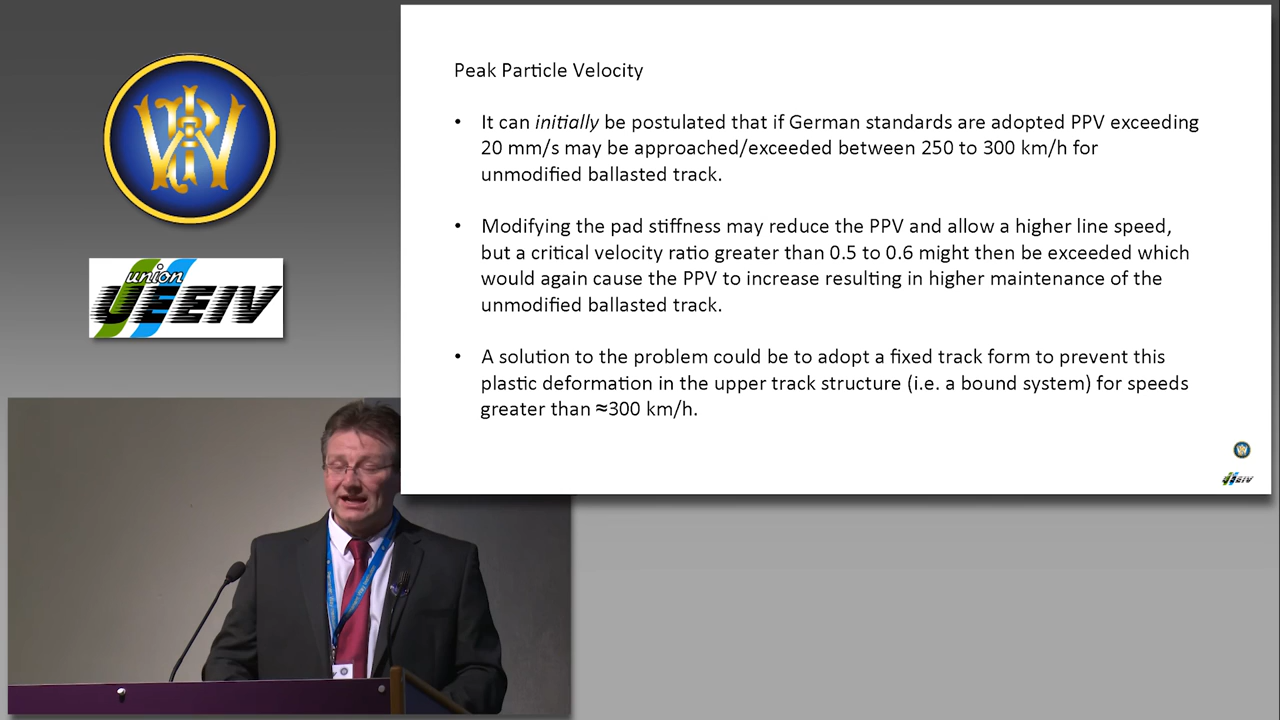 PWI
union
UEEIV
Peak Particle Velocity
• It can initially be postulated that if German standards are adopted PPV exceeding
20 mm/s may be approached/exceeded between 250 to 300 km/h for
unmodified ballasted track.
• Modifying the pad stiffness may reduce the PPV and allow a higher line speed,
but a critical velocity ratio greater than 0.5 to 0.6 might then be exceeded which
would again cause the PPV to increase resulting in higher maintenance of the
unmodified ballasted track.
• A solution to the problem could be to adopt a fixed track form to prevent this
plastic deformation in the upper track structure (i.e. a bound system) for speeds
greater than ≈300 km/h.
UEEIV